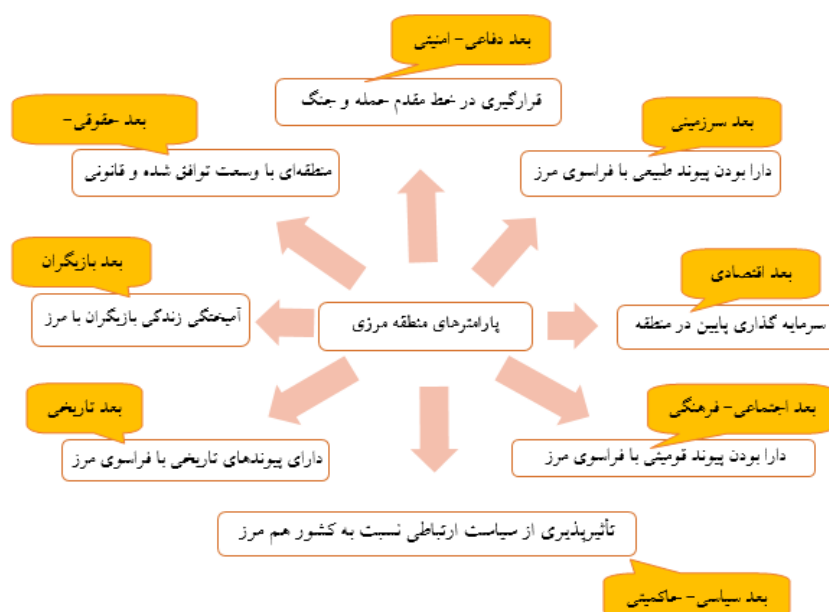 بعد دفاعی- امنیتی
قرارگیری در خط مقدم حمله و جنگ
بعد سرزمینی
دارا بودن پیوند طبیعی با فراسوی مرز
بعد حقوقی-
منطقه‌ای با وسعت توافق شده و قانونی
بعد اقتصادی
سرمایه گذاری پایین در منطقه
بعد بازیگران
آمیختگی زندگی بازیگران با مرز
پارامترهای منطقه مرزی
بعد اجتماعی- فرهنگی
دارا بودن پیوند قومیتی با فراسوی مرز
بعد تاریخی
دارای پیوندهای تاریخی با فراسوی مرز
تأثیرپذیری از سیاست ارتباطی نسبت به کشور هم مرز
بعد سیاسی- حاکمیتی